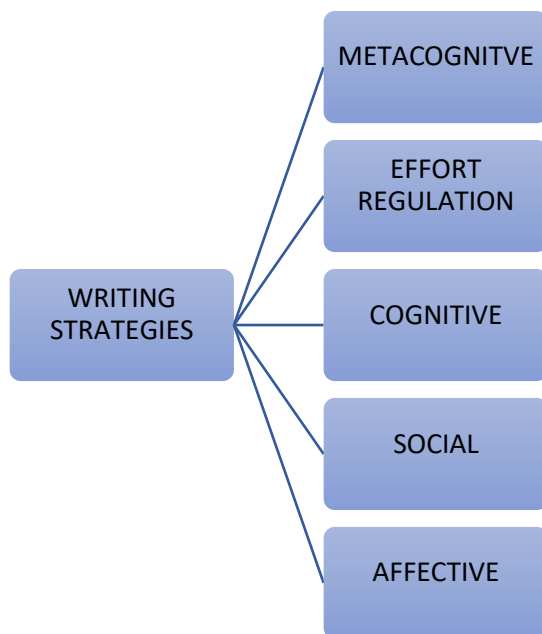 METACOGNITVE
EFFORT
REGULATION
WRITING
STRATEGIES
COGNITIVE
SOCIAL
AFFECTIVE